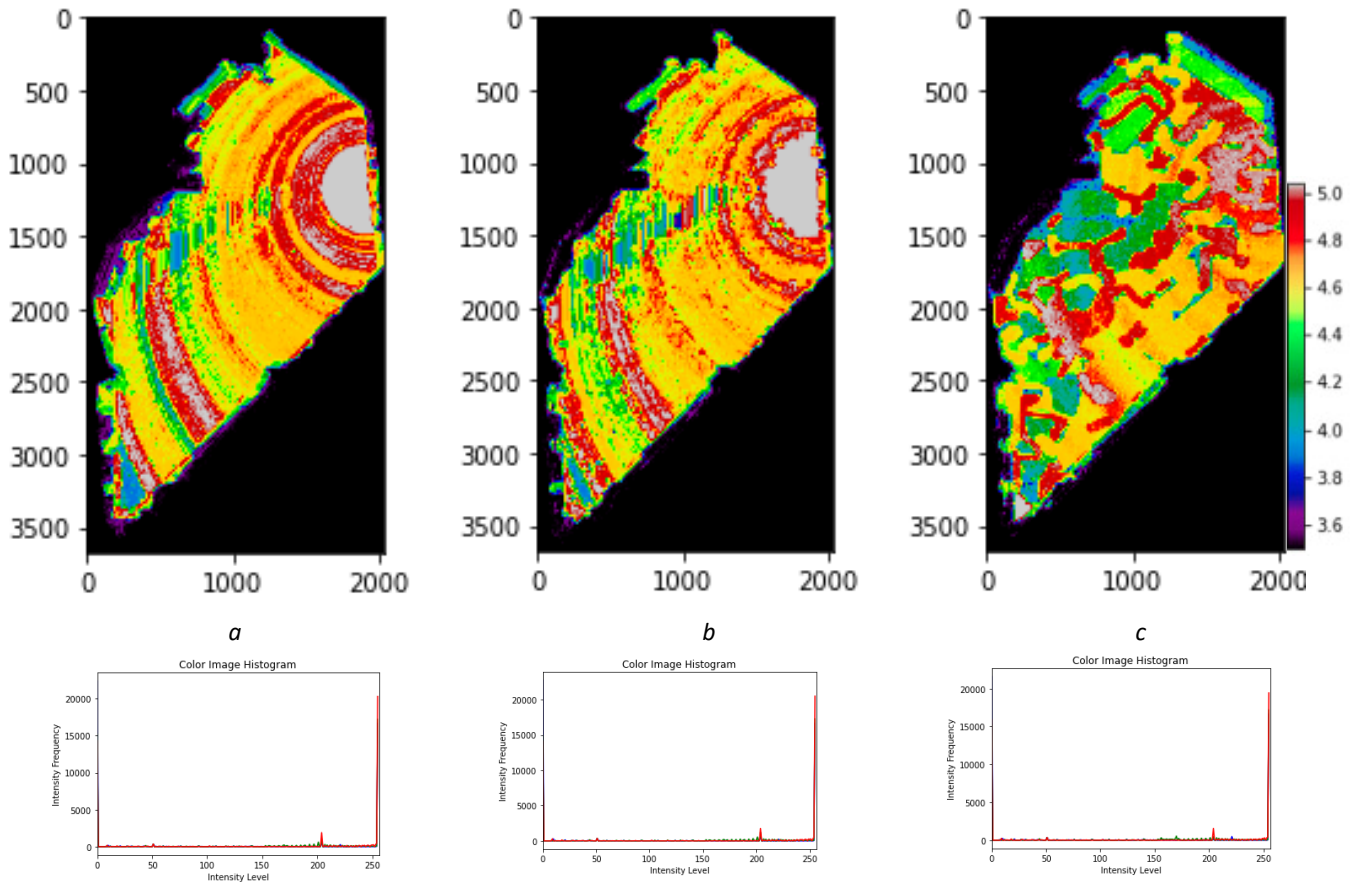 0
500
1000
1500
2000
2500
3000
3500
0 1000 2000
0
500
1000
1500
2000
2500
3000
3500
0 1000 2000
0
500
1000
1500
2000
2500
3000
3500
0 1000 2000
5.0
4.8
4.6
4.4
4.2
4.0
3.8
3.6
a b c
Color Image Histogram
Intensity Frequency
20000
15000
10000
5000
0
0 50 100 150 200 250
Intensity Level
Color Image Histogram
Intensity Frequency
20000
15000
10000
5000
0
0 50 100 150 200 250
Intensity Level
Color Image Histogram
Intensity Frequency
20000
15000
10000
5000
0
0 50 100 150 200 250
Intensity Level